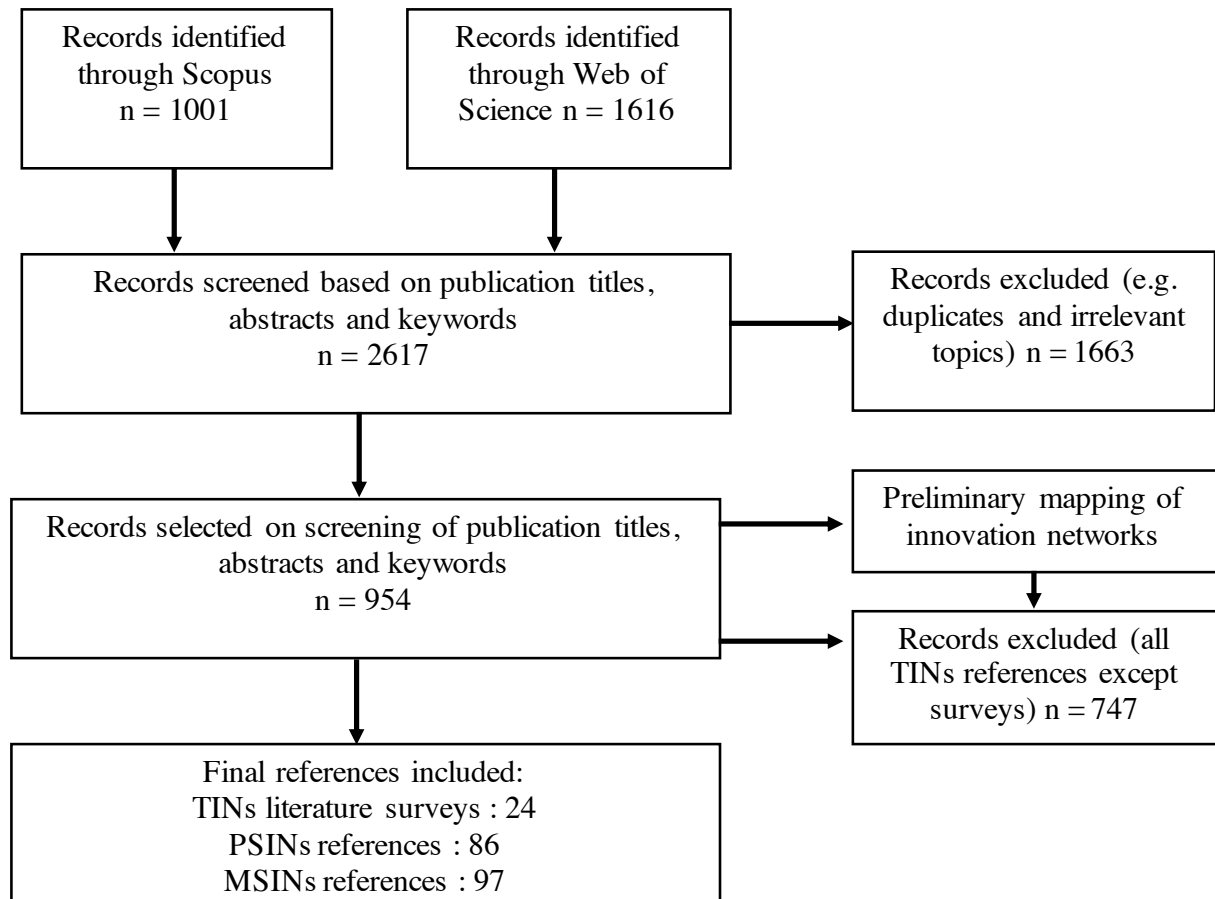 Records identified
through Scopus
n = 1001
Records identified
through Web of
Science n = 1616
Records screened based on publication titles,
abstracts and keywords
n = 2617
Records excluded (e.g.
duplicates and irrelevant
topics) n = 1663
Records selected on screening of publication titles,
abstracts and keywords
n = 954
Preliminary mapping of
innovation networks
Records excluded (all
TINs references except
surveys) n = 747
Final references included:
TINs literature surveys : 24
PSINs references : 86
MSINs references : 97